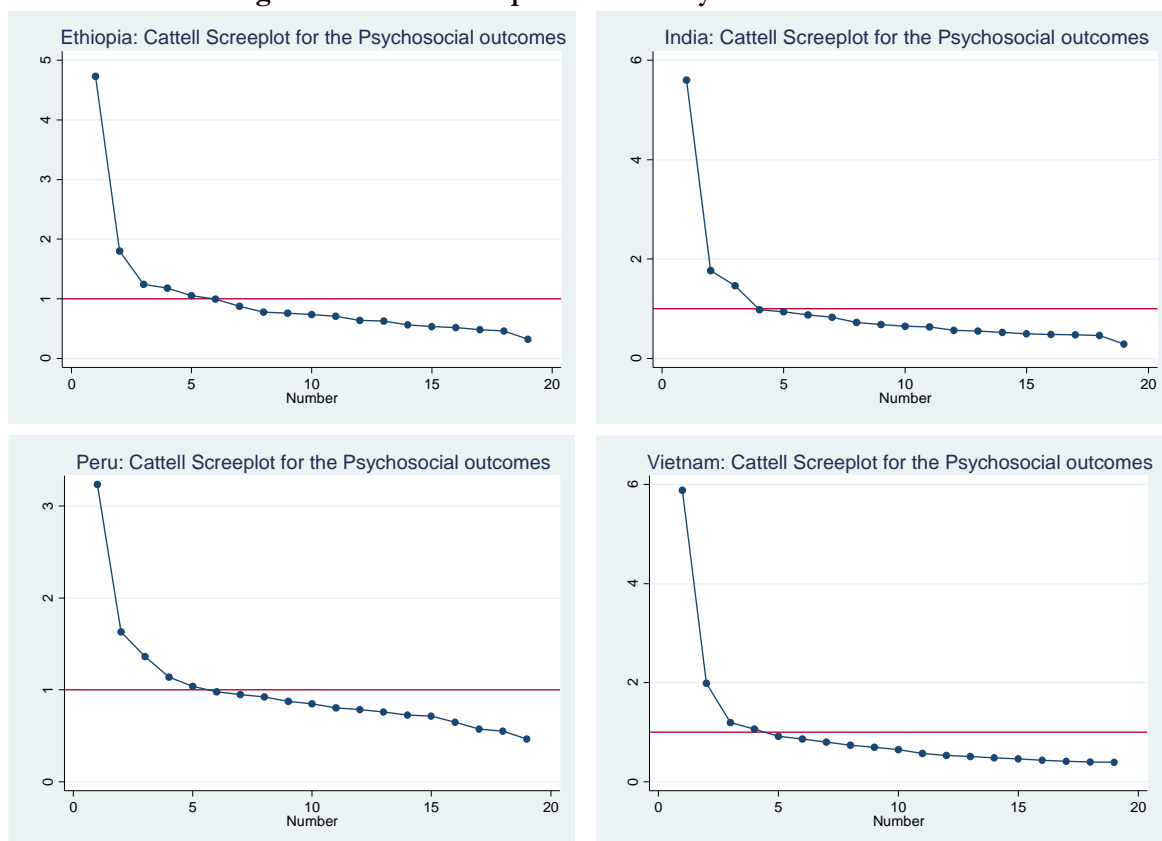 Ethiopia: Cattell Screeplot for the Psychosocial outcomes
5
4
3
2
1
0
0 5 10 15 20
Number
India: Cattell Screeplot for the Psychosocial outcomes
6
4
2
0
0 5 10 15 20
Number
Peru: Cattell Screeplot for the Psychosocial outcomes
3
2
1
0
0 5 10 15 20
Number
Vietnam: Cattell Screeplot for the Psychosocial outcomes
6
4
2
0
0 5 10 15 20
Number